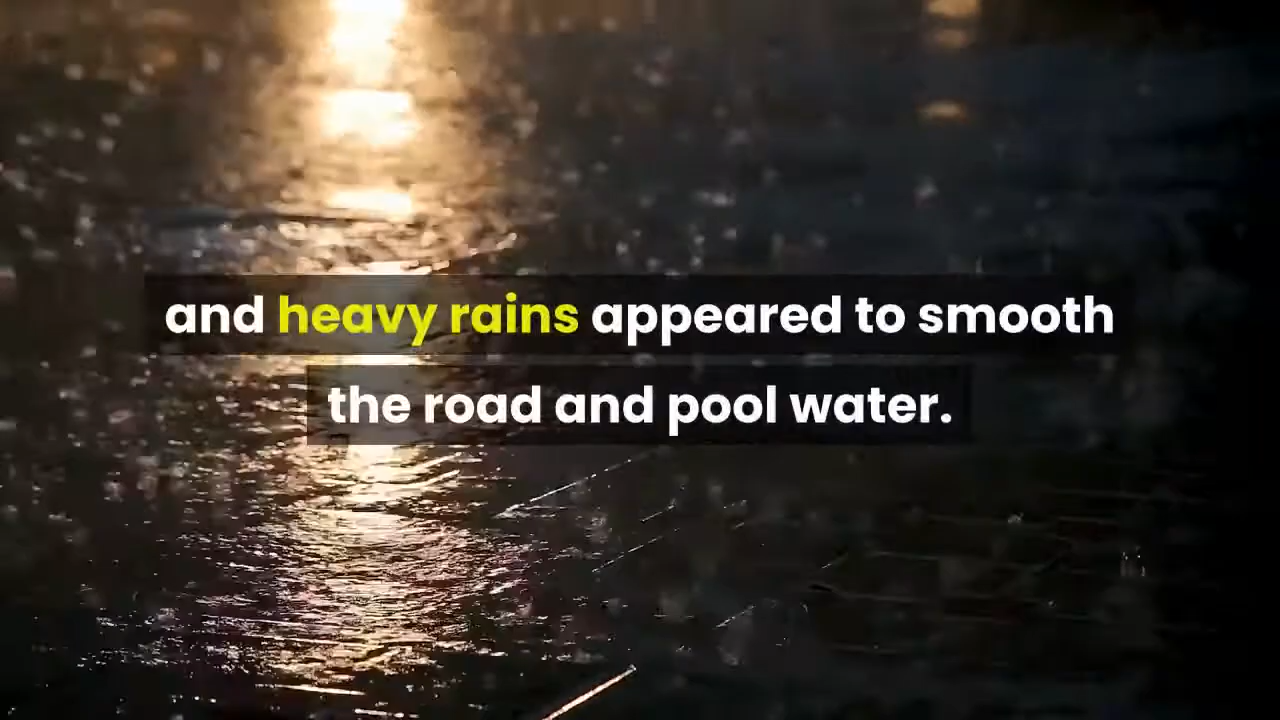 and heavy rains appeared to smooth
the road and pool water.